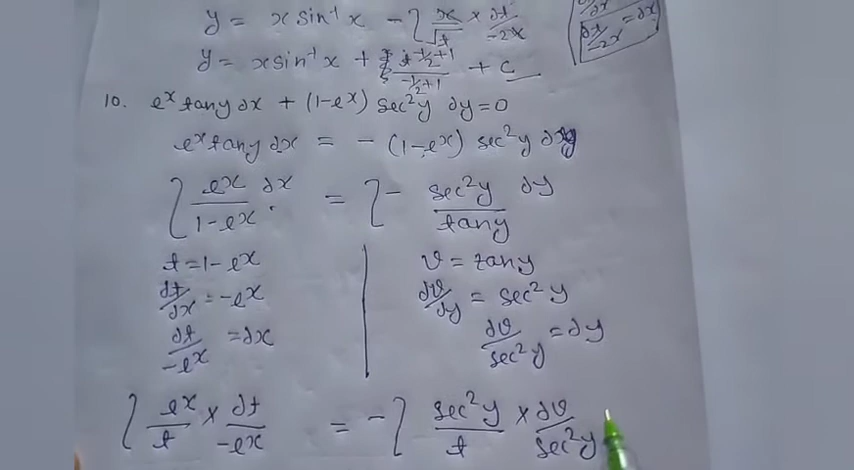 y = x sin⁻¹ x - ∫ x/√t × dt/-2x
dt/-2x = dx
y = x sin⁻¹ x + t^(-1/2+1)/(-1/2+1) + C
10. eˣ tan y dx + (1-eˣ) sec²y dy = 0
eˣ tan y dx = - (1-eˣ) sec²y dy
∫ eˣ/(1-eˣ) dx = ∫ - sec²y/tan y dy
t = 1-eˣ | v = tan y
dt/dx = -eˣ | dv/dy = sec²y
dt/-eˣ = dx | dv/sec²y = dy
∫ eˣ/t × dt/-eˣ = - ∫ sec²y/t × dv/sec²y